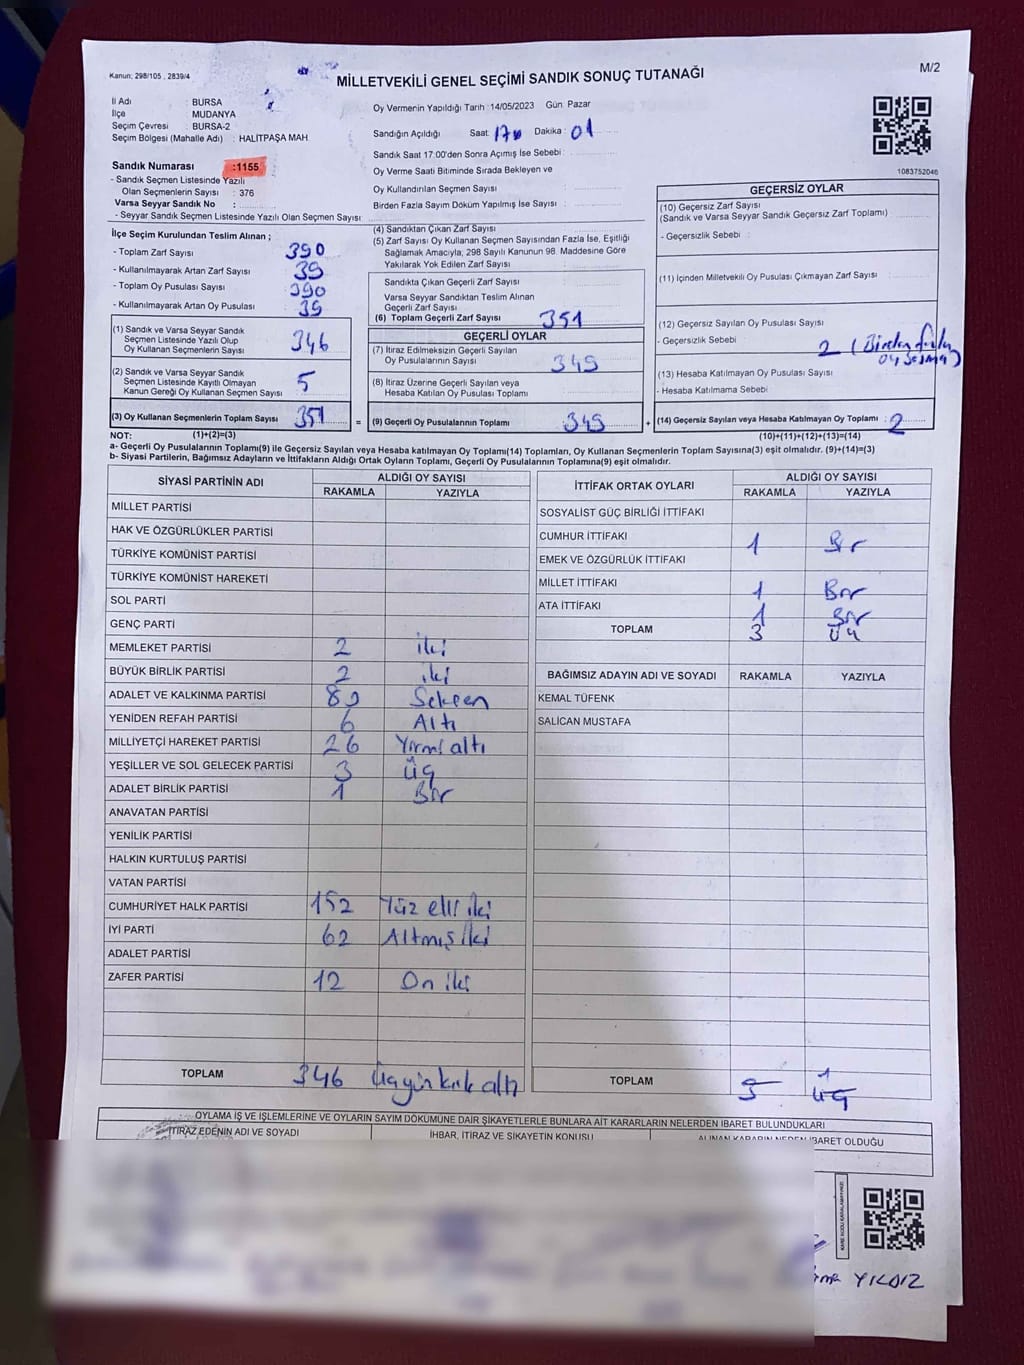 Kanun; 298/105 , 2839/4
MİLLETVEKİLİ GENEL SEÇİMİ SANDIK SONUÇ TUTANAĞI
M/2
İl Adı : BURSA
İlçe : MUDANYA
Seçim Çevresi : BURSA-2
Seçim Bölgesi (Mahalle Adı) : HALİTPAŞA MAH
Oy Vermenin Yapıldığı Tarih : 14/05/2023 Gün: Pazar
Sandığın Açıldığı Saat: 17 Dakika : 01
Sandık Saat 17:00'den Sonra Açımış İse Sebebi :
Oy Verme Saati Bitiminde Sırada Bekleyen ve
Oy Kullandırılan Seçmen Sayısı :
Birden Fazla Sayım Döküm Yapılmış İse Sayısı :
1083752046
Sandık Numarası :1155
- Sandık Seçmen Listesinde Yazılı
Olan Seçmenlerin Sayısı : 376
Varsa Seyyar Sandık No :
- Seyyar Sandık Seçmen Listesinde Yazılı Olan Seçmen Sayısı :
İlçe Seçim Kurulundan Teslim Alınan ;
- Toplam Zarf Sayısı : 390
- Kullanılmayarak Artan Zarf Sayısı : 39
- Toplam Oy Pusulası Sayısı : 390
- Kullanılmayarak Artan Oy Pusulası : 39
(1) Sandık ve Varsa Seyyar Sandık
Seçmen Listesinde Yazılı Olup
Oy Kullanan Seçmenlerin Sayısı : 346
(2) Sandık ve Varsa Seyyar Sandık
Seçmen Listesinde Kayıtlı Olmayan
Kanun Gereği Oy Kullanan Seçmen Sayısı : 5
(3) Oy Kullanan Seçmenlerin Toplam Sayısı : 351
(1)+(2)=(3)
(4) Sandıktan Çıkan Zarf Sayısı :
(5) Zarf Sayısı Oy Kullanan Seçmen Sayısından Fazla İse, Eşitliği
Sağlamak Amacıyla, 298 Sayılı Kanunun 98. Maddesine Göre
Yakılarak Yok Edilen Zarf Sayısı :
Sandıkta Çıkan Geçerli Zarf Sayısı :
Varsa Seyyar Sandıktan Teslim Alınan
Geçerli Zarf Sayısı :
(6) Toplam Geçerli Zarf Sayısı : 351
GEÇERLİ OYLAR
(7) İtiraz Edilmeksizin Geçerli Sayılan
Oy Pusulalarının Sayısı : 349
(8) İtiraz Üzerine Geçerli Sayılan veya
Hesaba Katılan Oy Pusulası Toplamı :
= (9) Geçerli Oy Pusulalarının Toplamı : 349
GEÇERSİZ OYLAR
(10) Geçersiz Zarf Sayısı
(Sandık ve Varsa Seyyar Sandık Geçersiz Zarf Toplamı) :
- Geçersizlik Sebebi :
(11) İçinden Milletvekili Oy Pusulası Çıkmayan Zarf Sayısı :
(12) Geçersiz Sayılan Oy Pusulası Sayısı :
- Geçersizlik Sebebi : 2 (Birden fazla
oy basma)
(13) Hesaba Katılmayan Oy Pusulası Sayısı :
- Hesaba Katılmama Sebebi :
+ (14) Geçersiz Sayılan veya Hesaba Katılmayan Oy Toplamı : 2
(10)+(11)+(12)+(13)=(14)
NOT:
a- Geçerli Oy Pusulalarının Toplamı(9) ile Geçersiz Sayılan veya Hesaba katılmayan Oy Toplamı(14) Toplamları, Oy Kullanan Seçmenlerin Toplam Sayısına(3) eşit olmalıdır. (9)+(14)=(3)
b- Siyasi Partilerin, Bağımsız Adayların ve İttifakların Aldığı Ortak Oyların Toplamı, Geçerli Oy Pusulalarının Toplamına(9) eşit olmalıdır.
SİYASİ PARTİNİN ADI ALDIĞI OY SAYISI
RAKAMLA YAZIYLA
MİLLET PARTİSİ
HAK VE ÖZGÜRLÜKLER PARTİSİ
TÜRKİYE KOMÜNİST PARTİSİ
TÜRKİYE KOMÜNİST HAREKETİ
SOL PARTİ
GENÇ PARTİ
MEMLEKET PARTİSİ 2 iki
BÜYÜK BİRLİK PARTİSİ 2 iki
ADALET VE KALKINMA PARTİSİ 80 Seksen
YENİDEN REFAH PARTİSİ 6 Altı
MİLLİYETÇİ HAREKET PARTİSİ 26 Yirmi altı
YEŞİLLER VE SOL GELECEK PARTİSİ 3 üç
ADALET BİRLİK PARTİSİ 1 Bir
ANAVATAN PARTİSİ
YENİLİK PARTİSİ
HALKIN KURTULUŞ PARTİSİ
VATAN PARTİSİ
CUMHURİYET HALK PARTİSİ 152 Yüz elli iki
İYİ PARTİ 62 Altmış iki
ADALET PARTİSİ
ZAFER PARTİSİ 12 On iki
TOPLAM 346 Üçyüz kırk altı
İTTİFAK ORTAK OYLARI ALDIĞI OY SAYISI
RAKAMLA YAZIYLA
SOSYALİST GÜÇ BİRLİĞİ İTTİFAKI
CUMHUR İTTİFAKI 1 Bir
EMEK VE ÖZGÜRLÜK İTTİFAKI
MİLLET İTTİFAKI 1 Bir
ATA İTTİFAKI 1 Bir
TOPLAM 3 Üç
BAĞIMSIZ ADAYIN ADI VE SOYADI RAKAMLA YAZIYLA
KEMAL TÜFENK
SALİCAN MUSTAFA
TOPLAM 3 üç
OYLAMA İŞ VE İŞLEMLERİNE VE OYLARIN SAYIM DÖKÜMÜNE DAİR ŞİKAYETLERLE BUNLARA AİT KARARLARIN NELERDEN İBARET BULUNDUKLARI
İTİRAZ EDENİN ADI VE SOYADI İHBAR, İTİRAZ VE ŞİKAYETİN KONUSU ALINAN KARARIN NEDEN İBARET OLDUĞU
YILDIZ